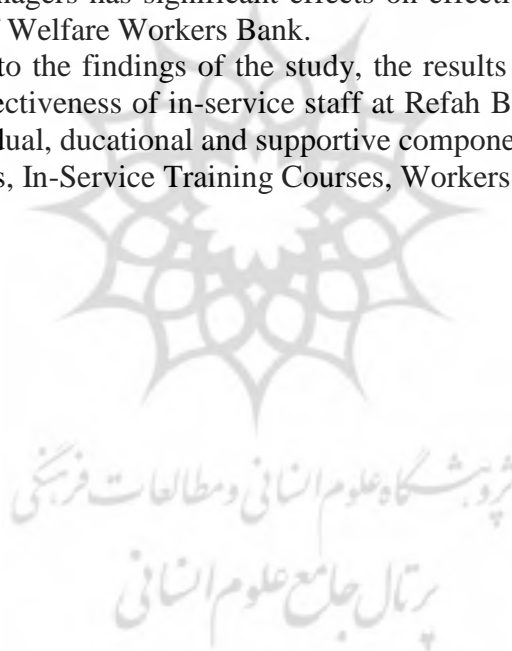 nagers has significant effects on effecti
Welfare Workers Bank.
to the findings of the study, the results
ectiveness of in-service staff at Refah B
dual, ducational and supportive compone
s, In-Service Training Courses, Workers
پژوهشگاه علوم انسانی و مطالعات فرهنگی
پرتال جامع علوم انسانی